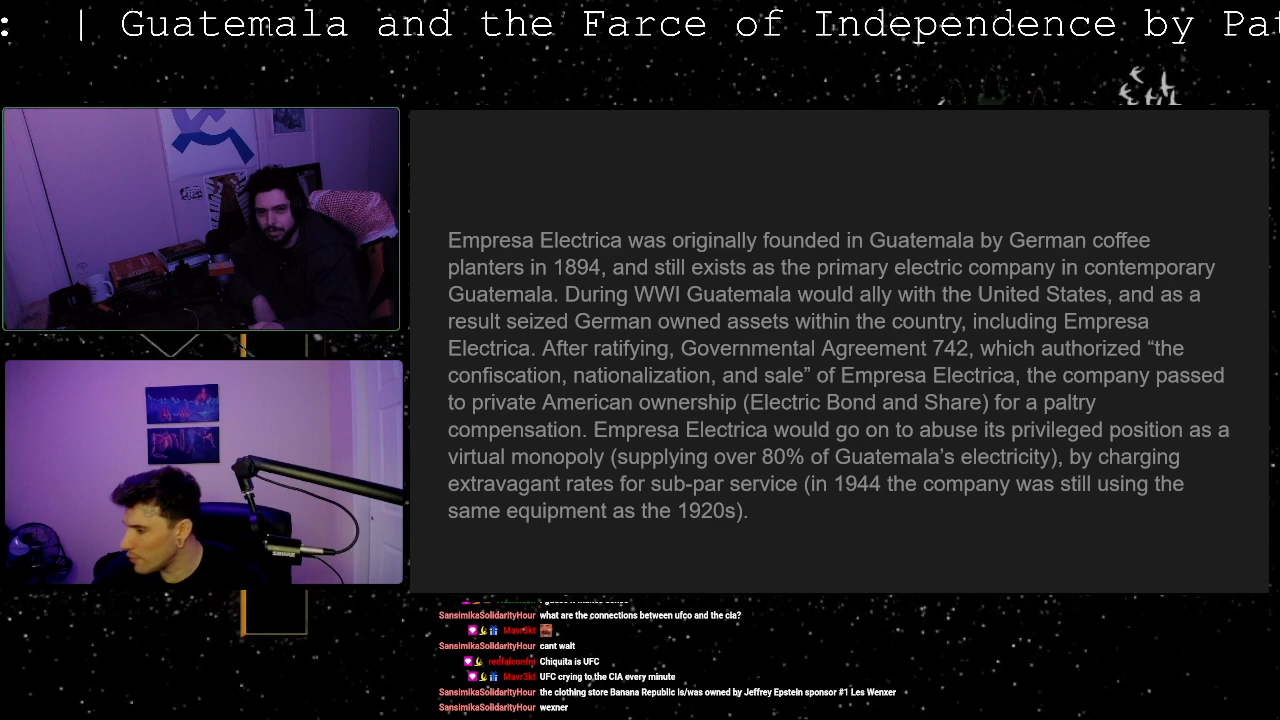 : | Guatemala and the Farce of Independence by Pa
Empresa Electrica was originally founded in Guatemala by German coffee
planters in 1894, and still exists as the primary electric company in contemporary
Guatemala. During WWI Guatemala would ally with the United States, and as a
result seized German owned assets within the country, including Empresa
Electrica. After ratifying, Governmental Agreement 742, which authorized “the
confiscation, nationalization, and sale” of Empresa Electrica, the company passed
to private American ownership (Electric Bond and Share) for a paltry
compensation. Empresa Electrica would go on to abuse its privileged position as a
virtual monopoly (supplying over 80% of Guatemala’s electricity), by charging
extravagant rates for sub-par service (in 1944 the company was still using the
same equipment as the 1920s).
SHURE
SansimikaSolidarityHour what are the connections between ufco and the cia?
Mavr3kt
SansimikaSolidarityHour cant wait
redfalconfni Chiquita is UFC
Mavr3kt UFC crying to the CIA every minute
SansimikaSolidarityHour the clothing store Banana Republic is/was owned by Jeffrey Epstein sponsor #1 Les Wenxer
SansimikaSolidarityHour wexner